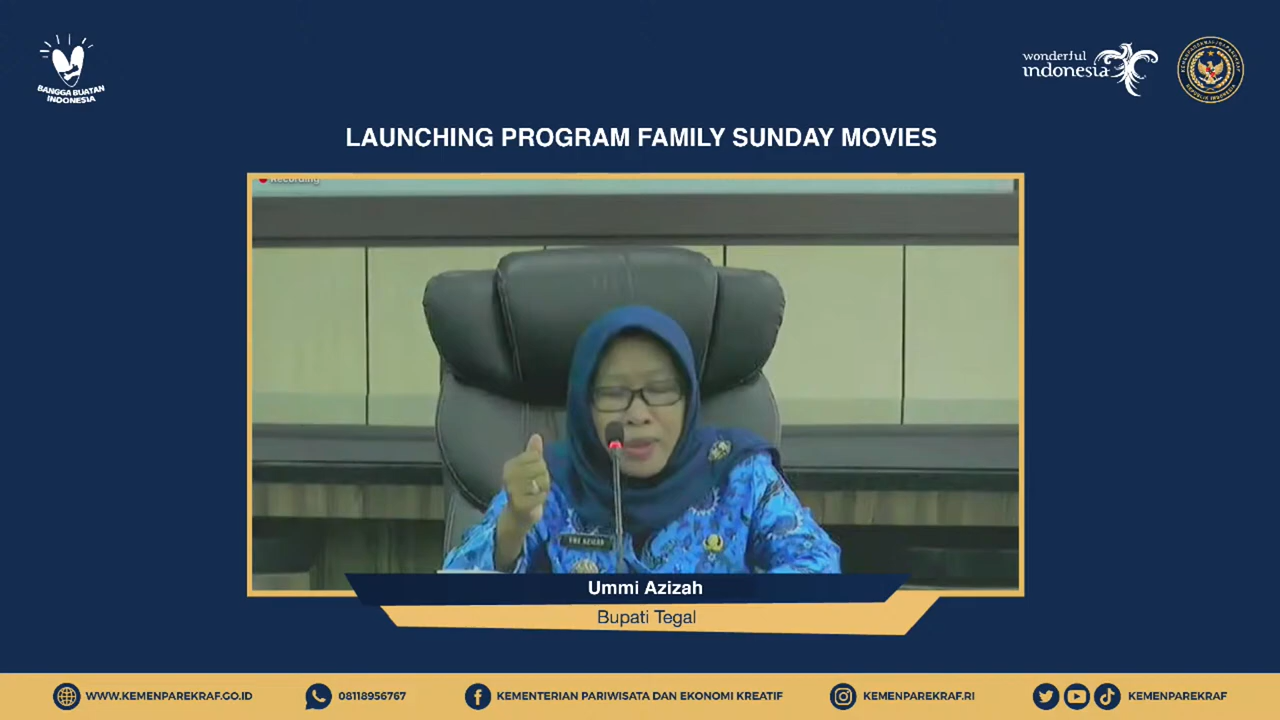 BANGGA BUATAN
INDONESIA
wonderful
indonesia
LAUNCHING PROGRAM FAMILY SUNDAY MOVIES
Recording
Ummi Azizah
Bupati Tegal
WWW.KEMENPAREKRAF.GO.ID
08118956767
KEMENTERIAN PARIWISATA DAN EKONOMI KREATIF
KEMENPAREKRAF.RI
KEMENPAREKRAF